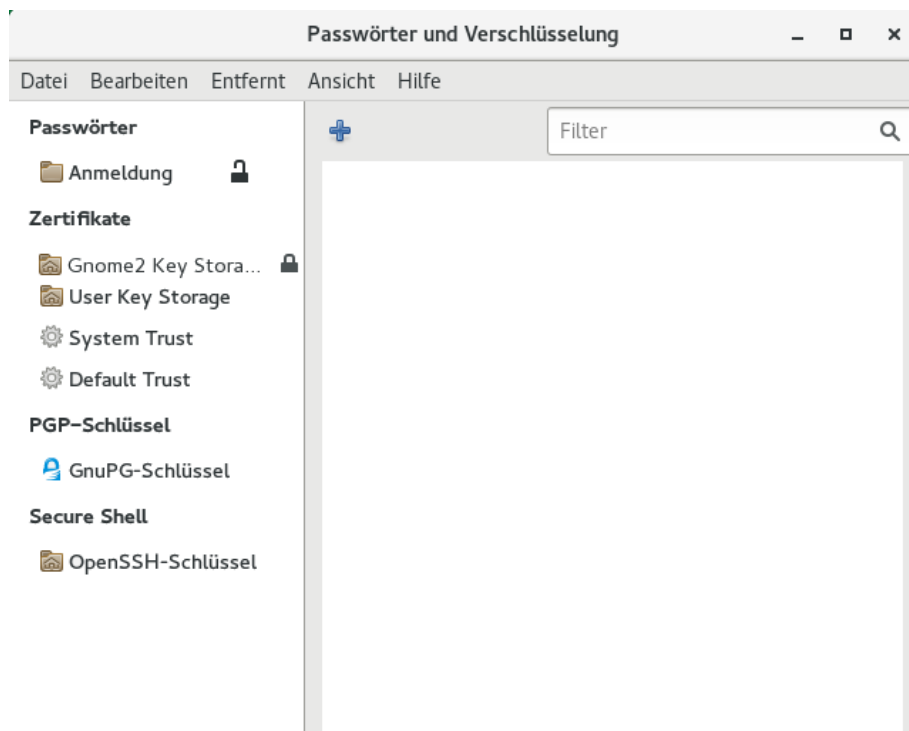 Passwörter und Verschlüsselung
Datei Bearbeiten Entfernt Ansicht Hilfe
Passwörter
Filter
Anmeldung
Zertifikate
Gnome2 Key Stora...
User Key Storage
System Trust
Default Trust
PGP-Schlüssel
GnuPG-Schlüssel
Secure Shell
OpenSSH-Schlüssel